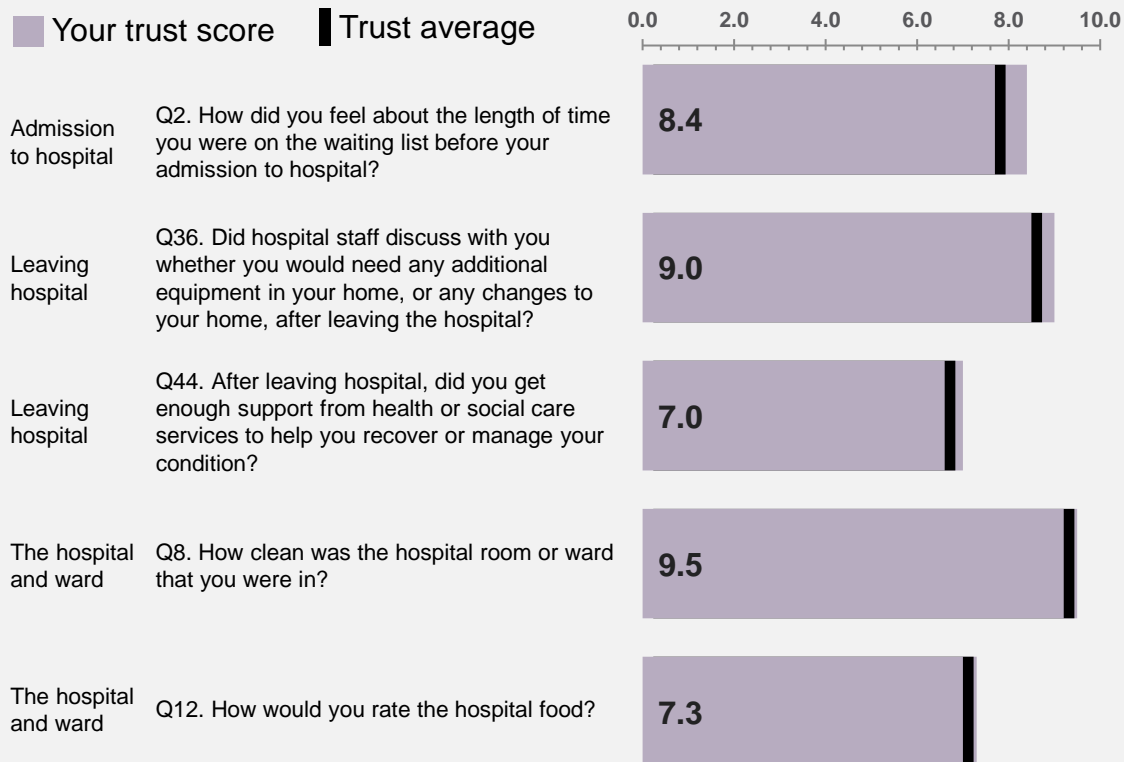 Your trust score
Trust average
0.0 2.0 4.0 6.0 8.0 10.0
Admission
to hospital
Q2. How did you feel about the length of time
you were on the waiting list before your
admission to hospital?
8.4
Leaving
hospital
Q36. Did hospital staff discuss with you
whether you would need any additional
equipment in your home, or any changes to
your home, after leaving the hospital?
9.0
Leaving
hospital
Q44. After leaving hospital, did you get
enough support from health or social care
services to help you recover or manage your
condition?
7.0
The hospital
and ward
Q8. How clean was the hospital room or ward
that you were in?
9.5
The hospital
and ward
Q12. How would you rate the hospital food?
7.3